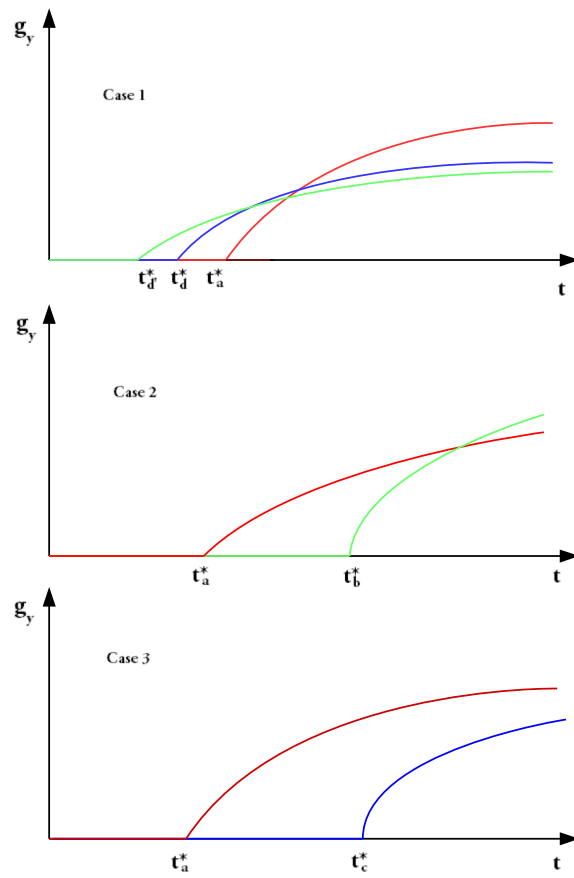 g_y
Case 1
t*_d' t*_d t*_a
t
g_y
Case 2
t*_a t*_b t
g_y
Case 3
t*_a t*_c t